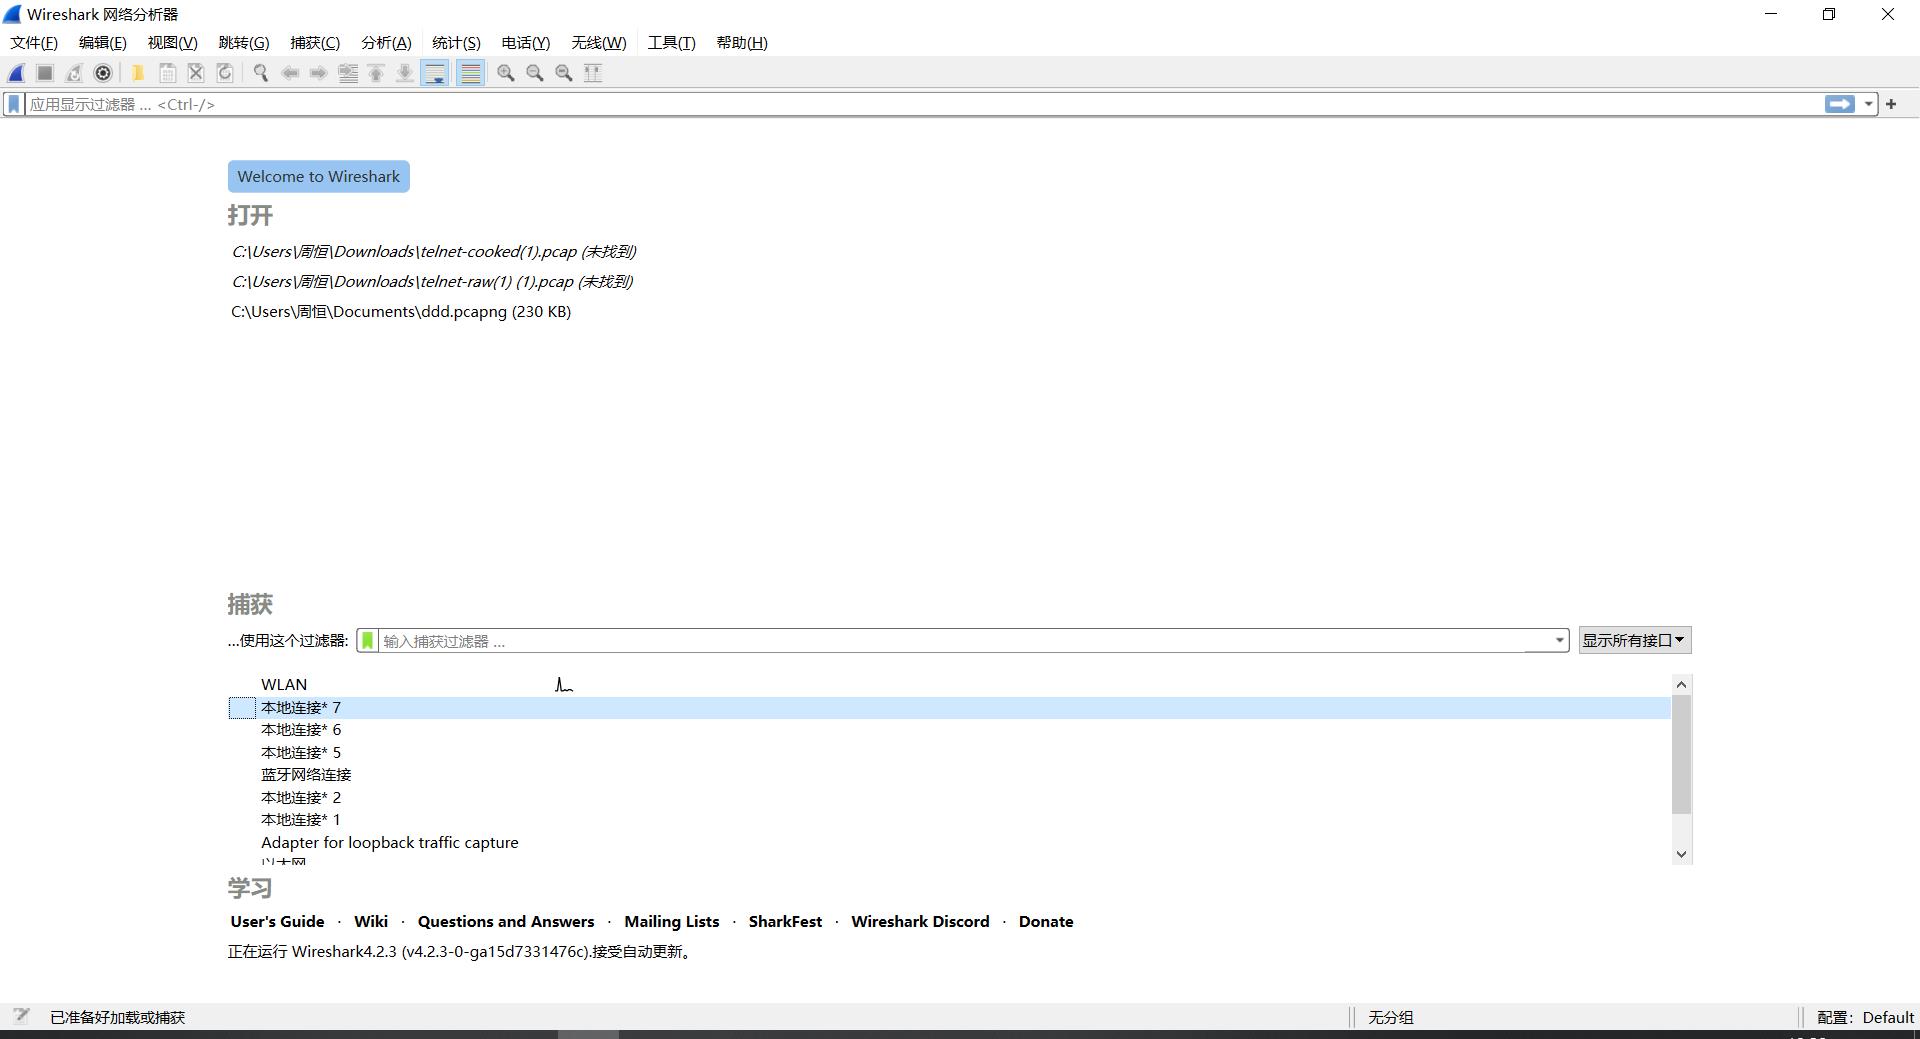 Wireshark 网络分析器
文件(F) 编辑(E) 视图(V) 跳转(G) 捕获(C) 分析(A) 统计(S) 电话(Y) 无线(W) 工具(T) 帮助(H)
应用显示过滤器 … <Ctrl-/>
Welcome to Wireshark
打开
C:\Users\周恒\Downloads\telnet-cooked(1).pcap (未找到)
C:\Users\周恒\Downloads\telnet-raw(1) (1).pcap (未找到)
C:\Users\周恒\Documents\ddd.pcapng (230 KB)
捕获
…使用这个过滤器: 输入捕获过滤器 … 显示所有接口
WLAN
本地连接* 7
本地连接* 6
本地连接* 5
蓝牙网络连接
本地连接* 2
本地连接* 1
Adapter for loopback traffic capture
以太网
学习
User's Guide · Wiki · Questions and Answers · Mailing Lists · SharkFest · Wireshark Discord · Donate
正在运行 Wireshark4.2.3 (v4.2.3-0-ga15d7331476c).接受自动更新。
已准备好加载或捕获 无分组 配置：Default